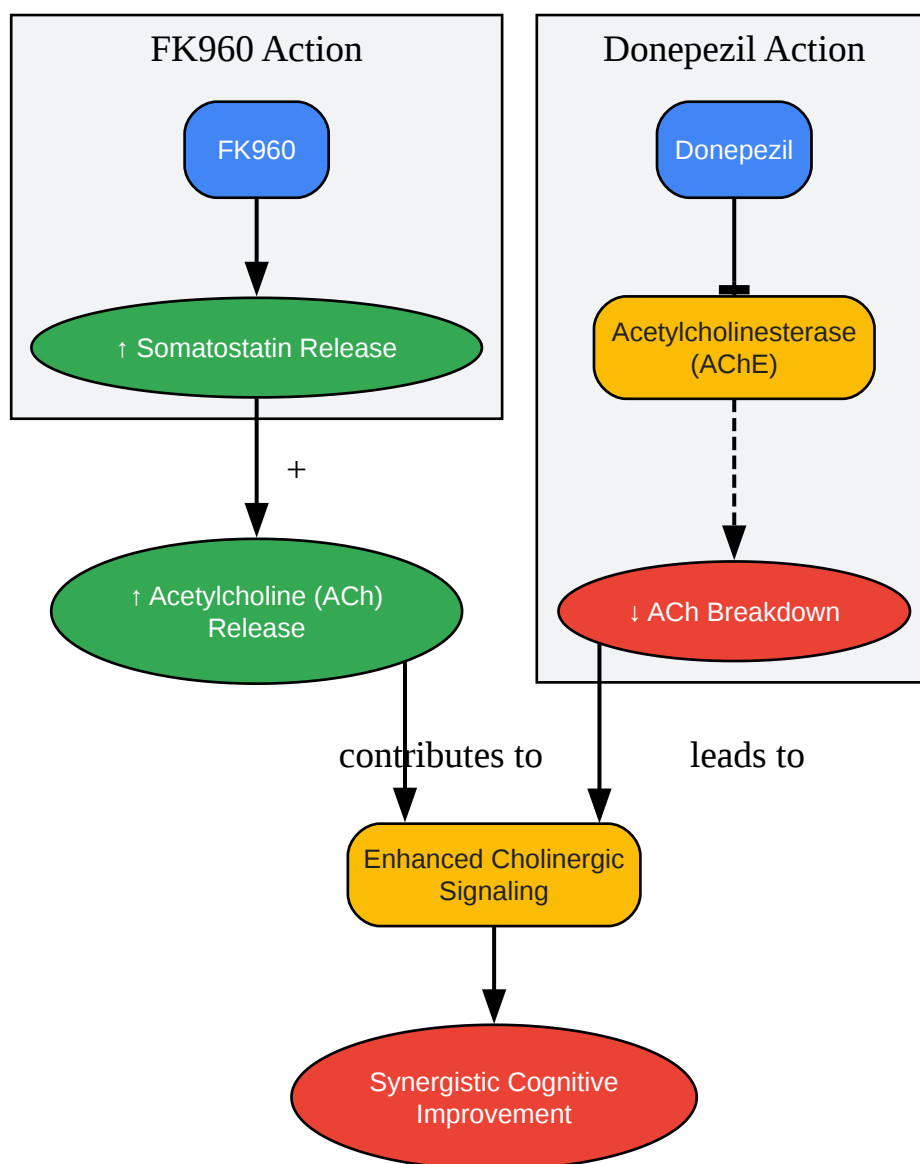 FK960 Action
Donepezil Action
FK960
Donepezil
↑ Somatostatin Release
Acetylcholinesterase
(AChE)
+
↑ Acetylcholine (ACh)
Release
↓ ACh Breakdown
contributes to
leads to
Enhanced Cholinergic
Signaling
Synergistic Cognitive
Improvement